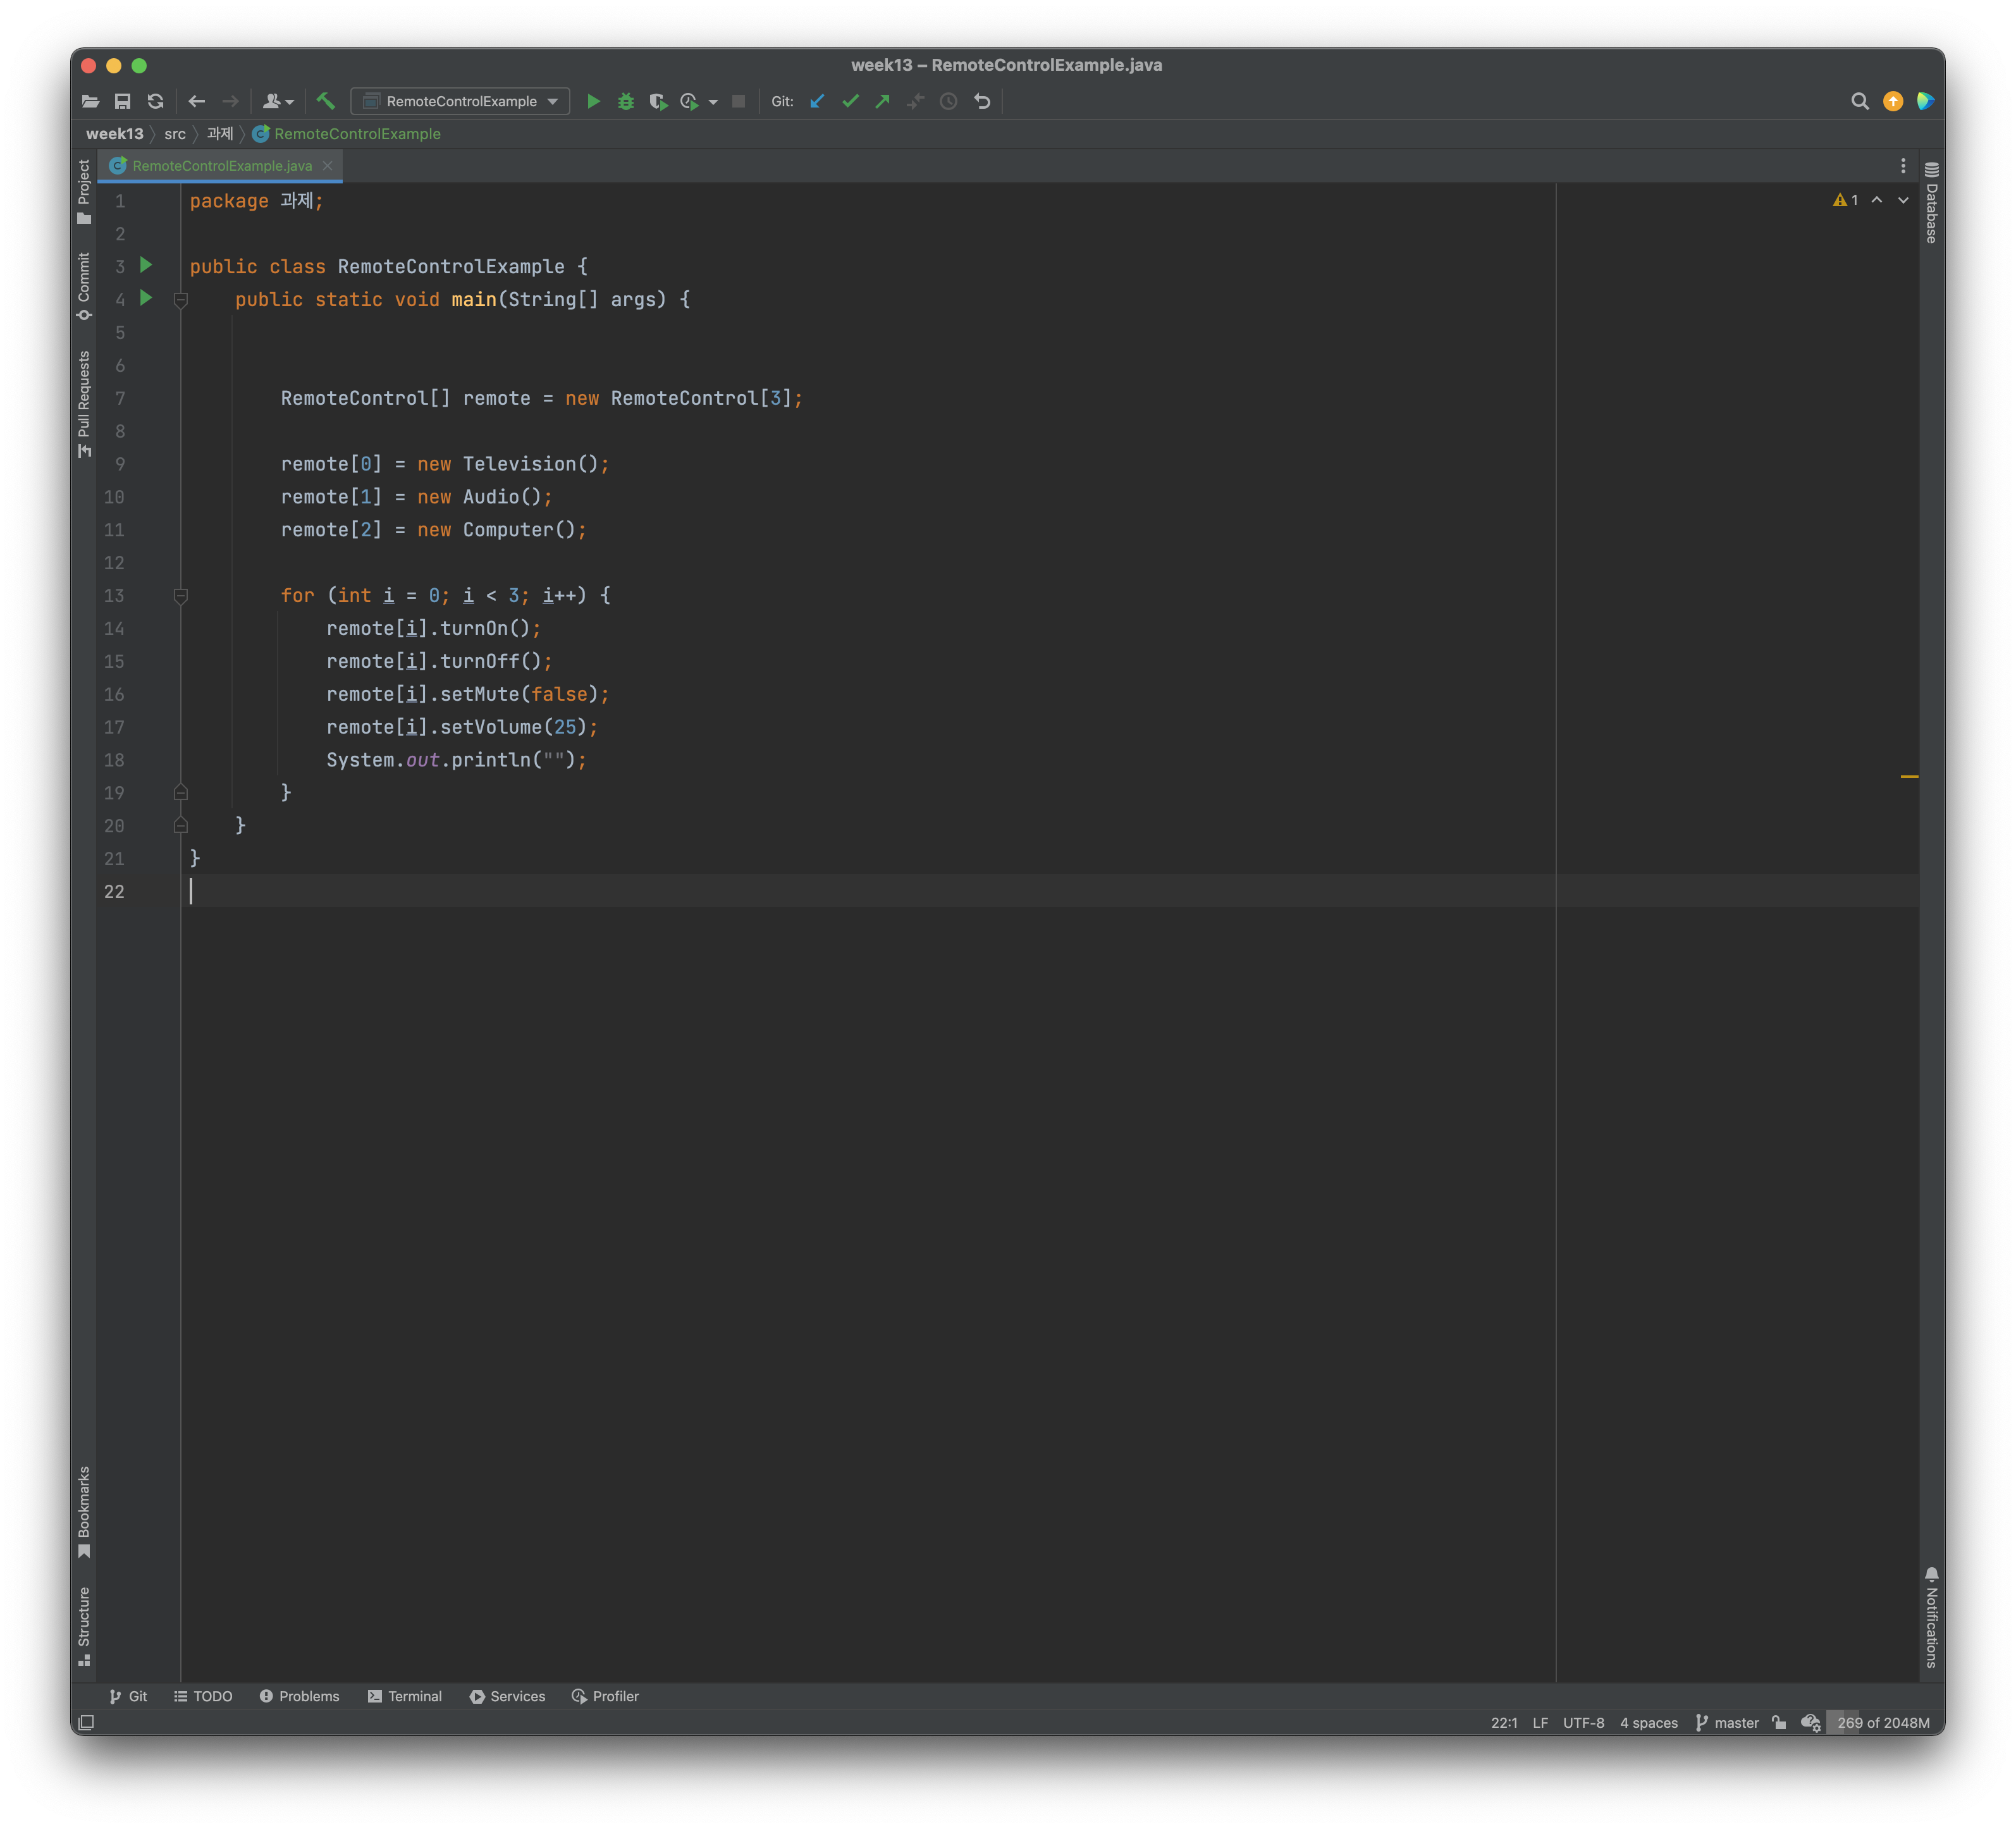 week13 – RemoteControlExample.java
RemoteControlExample Git:
week13 src 과제 RemoteControlExample
RemoteControlExample.java
Project
Commit
Pull Requests
Bookmarks
Structure
1 package 과제;
2
3 public class RemoteControlExample {
4     public static void main(String[] args) {
5
6
7         RemoteControl[] remote = new RemoteControl[3];
8
9         remote[0] = new Television();
10         remote[1] = new Audio();
11         remote[2] = new Computer();
12
13         for (int i = 0; i < 3; i++) {
14             remote[i].turnOn();
15             remote[i].turnOff();
16             remote[i].setMute(false);
17             remote[i].setVolume(25);
18             System.out.println("");
19         }
20     }
21 }
22
1
Database
Notifications
Git TODO Problems Terminal Services Profiler
22:1 LF UTF-8 4 spaces master 269 of 2048M